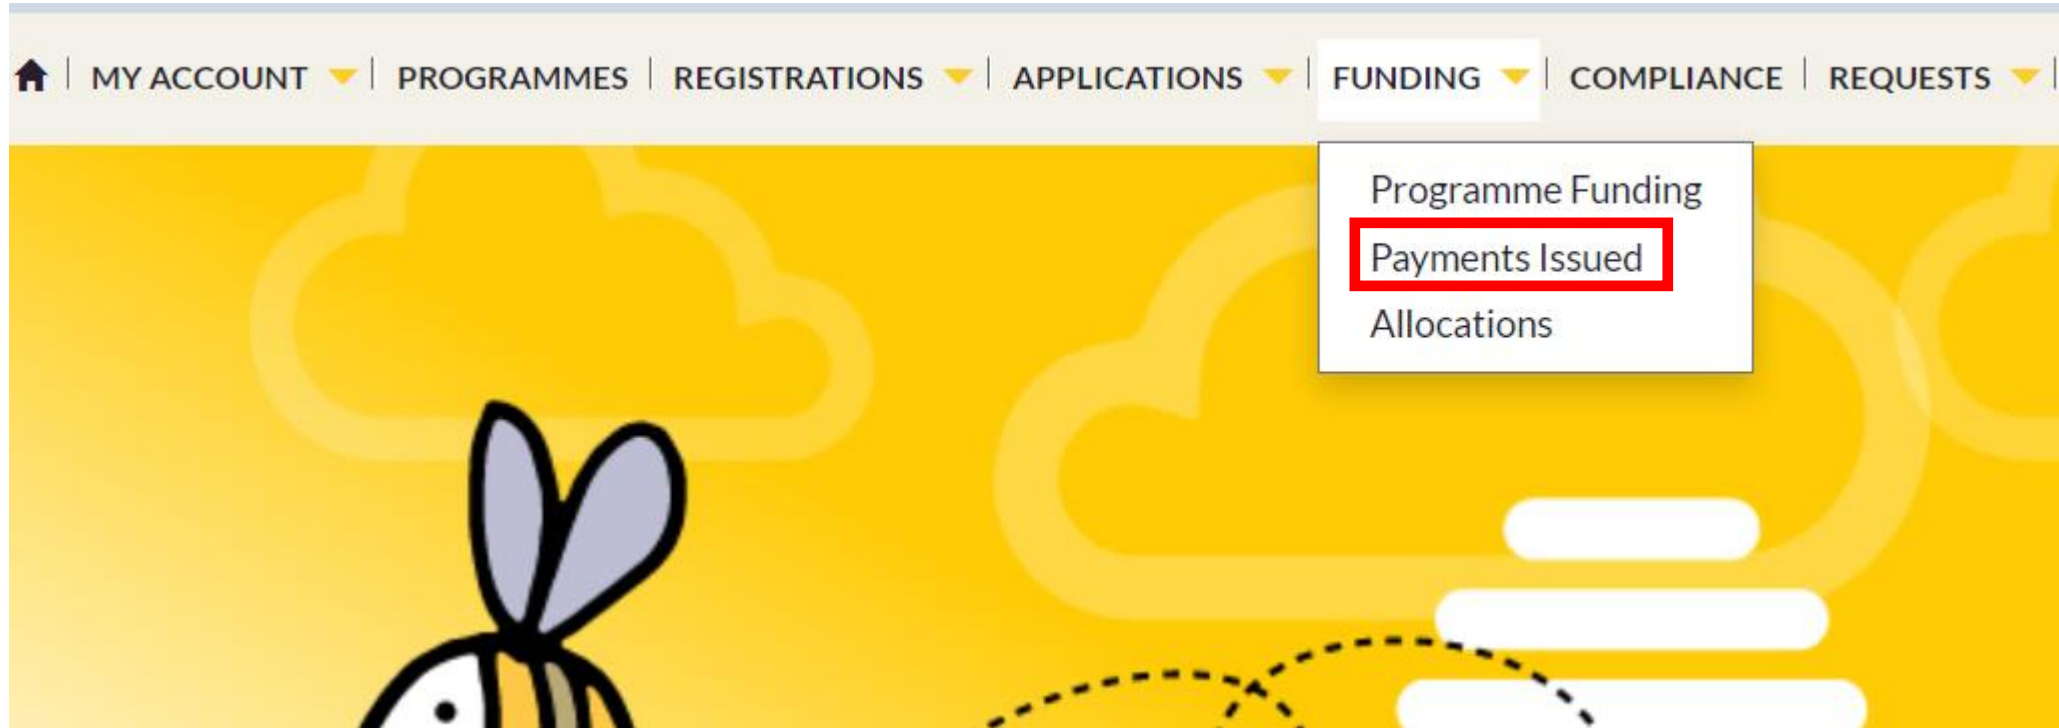 MY ACCOUNT PROGRAMMES REGISTRATIONS APPLICATIONS FUNDING COMPLIANCE REQUESTS
Programme Funding
Payments Issued
Allocations